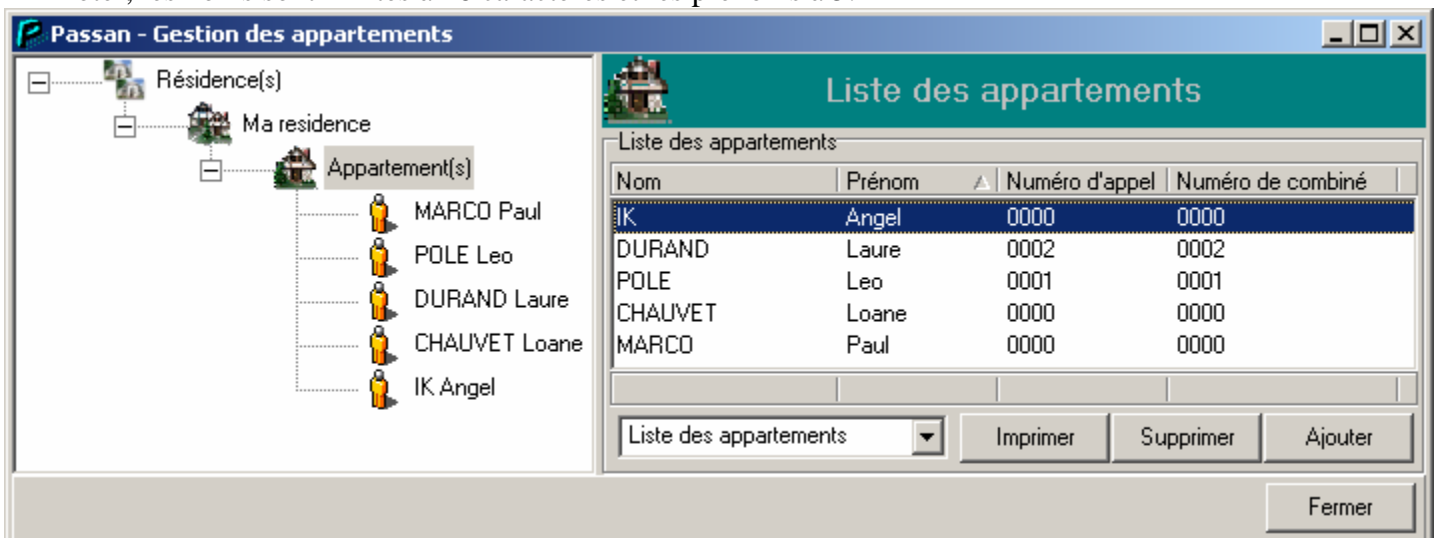 Passan - Gestion des appartements
Résidence(s)
Ma residence
Appartement(s)
MARCO Paul
POLE Leo
DURAND Laure
CHAUVET Loane
IK Angel
Liste des appartements
Liste des appartements
Nom Prénom Numéro d'appel Numéro de combiné
IK Angel 0000 0000
DURAND Laure 0002 0002
POLE Leo 0001 0001
CHAUVET Loane 0000 0000
MARCO Paul 0000 0000
Liste des appartements Imprimer Supprimer Ajouter
Fermer